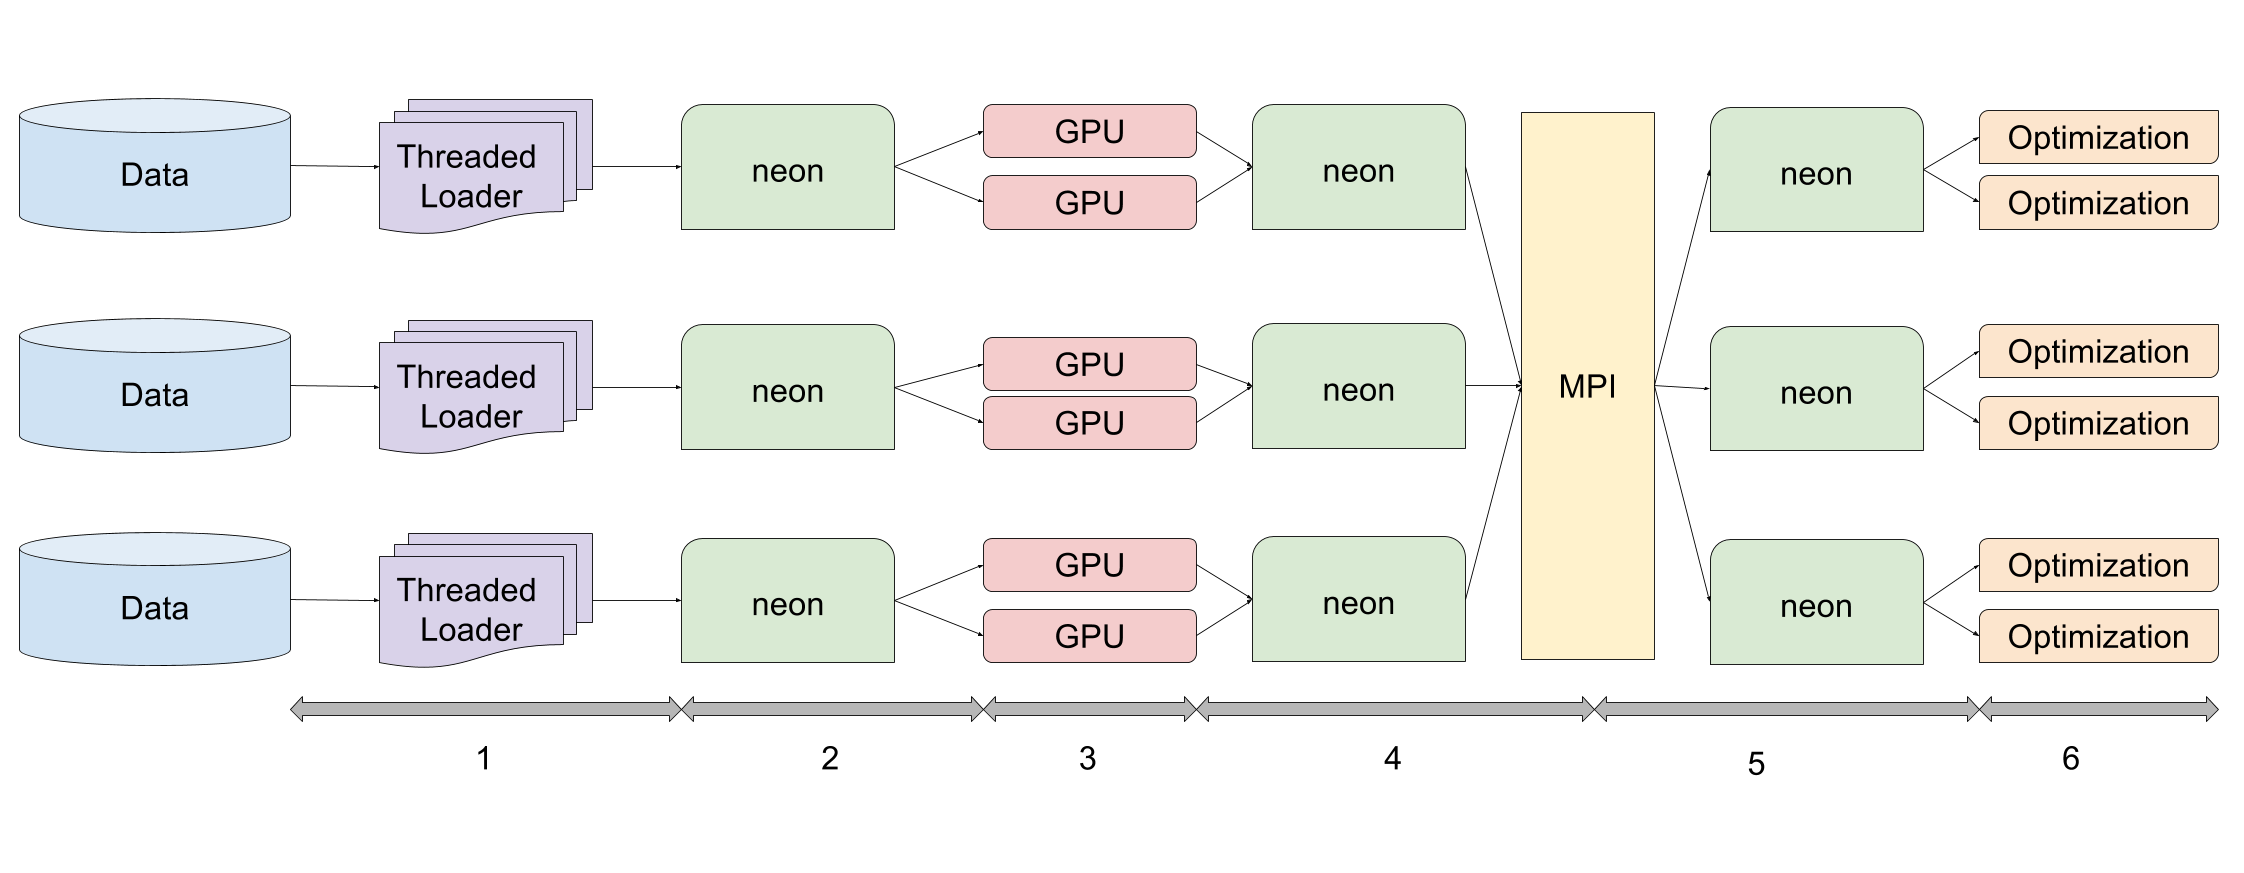 Data
Threaded
Loader
neon
GPU
GPU
neon
neon
Optimization
Optimization
Data
Threaded
Loader
neon
GPU
GPU
neon
MPI
neon
Optimization
Optimization
Data
Threaded
Loader
neon
GPU
GPU
neon
neon
Optimization
Optimization
1
2
3
4
5
6